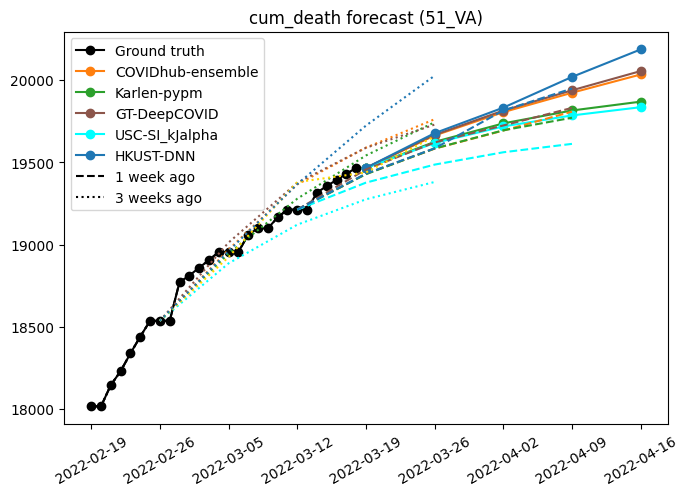 cum_death forecast (51_VA)
Ground truth
COVIDhub-ensemble
Karlen-pypm
GT-DeepCOVID
USC-SI_kJalpha
HKUST-DNN
1 week ago
3 weeks ago
20000
19500
19000
18500
18000
2022-02-19
2022-02-26
2022-03-05
2022-03-12
2022-03-19
2022-03-26
2022-04-02
2022-04-09
2022-04-16